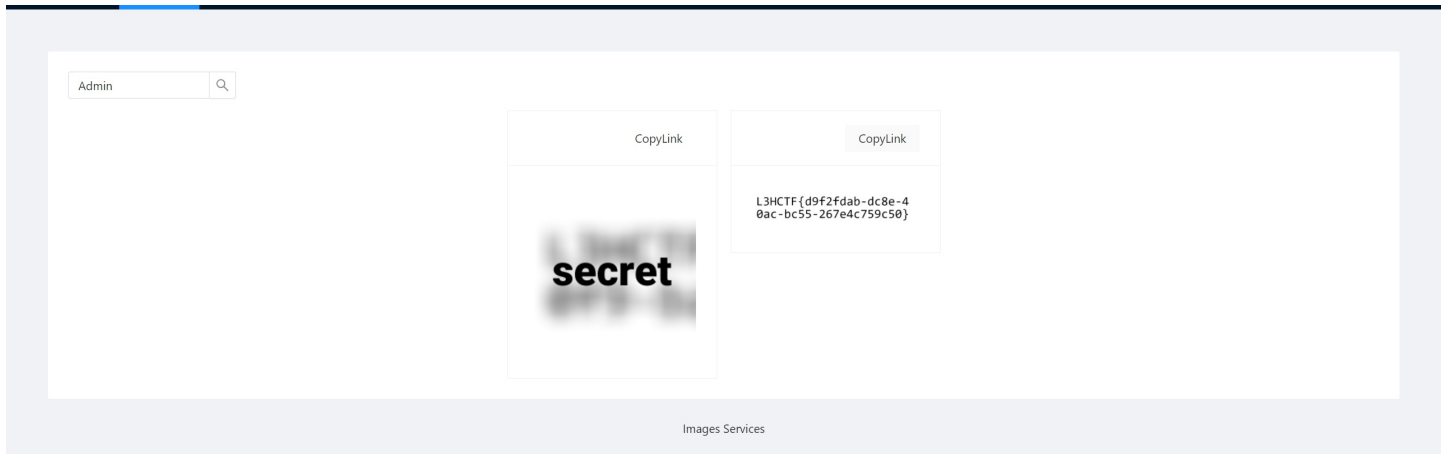 Admin
CopyLink
CopyLink
secret
L3HCTF{d9f2fdab-dc8e-4
0ac-bc55-267e4c759c50}
Images Services